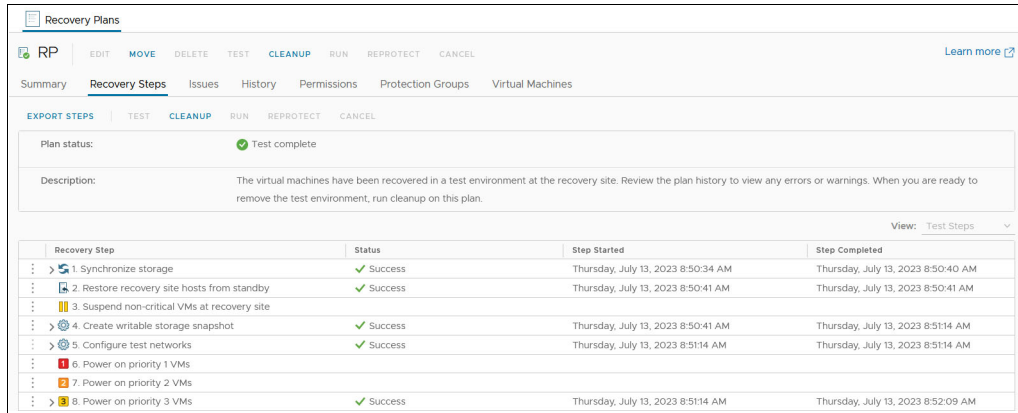 Recovery Plans
RP EDIT MOVE DELETE TEST CLEANUP RUN REPROTECT CANCEL Learn more
Summary Recovery Steps Issues History Permissions Protection Groups Virtual Machines
EXPORT STEPS TEST CLEANUP RUN REPROTECT CANCEL
Plan status: Test complete
Description: The virtual machines have been recovered in a test environment at the recovery site. Review the plan history to view any errors or warnings. When you are ready to
remove the test environment, run cleanup on this plan.
View: Test Steps
Recovery Step Status Step Started Step Completed
1. Synchronize storage Success Thursday, July 13, 2023 8:50:34 AM Thursday, July 13, 2023 8:50:40 AM
2. Restore recovery site hosts from standby Success Thursday, July 13, 2023 8:50:41 AM Thursday, July 13, 2023 8:50:41 AM
3. Suspend non-critical VMs at recovery site
4. Create writable storage snapshot Success Thursday, July 13, 2023 8:50:41 AM Thursday, July 13, 2023 8:51:14 AM
5. Configure test networks Success Thursday, July 13, 2023 8:51:14 AM Thursday, July 13, 2023 8:51:14 AM
1 6. Power on priority 1 VMs
2 7. Power on priority 2 VMs
3 8. Power on priority 3 VMs Success Thursday, July 13, 2023 8:51:14 AM Thursday, July 13, 2023 8:52:09 AM